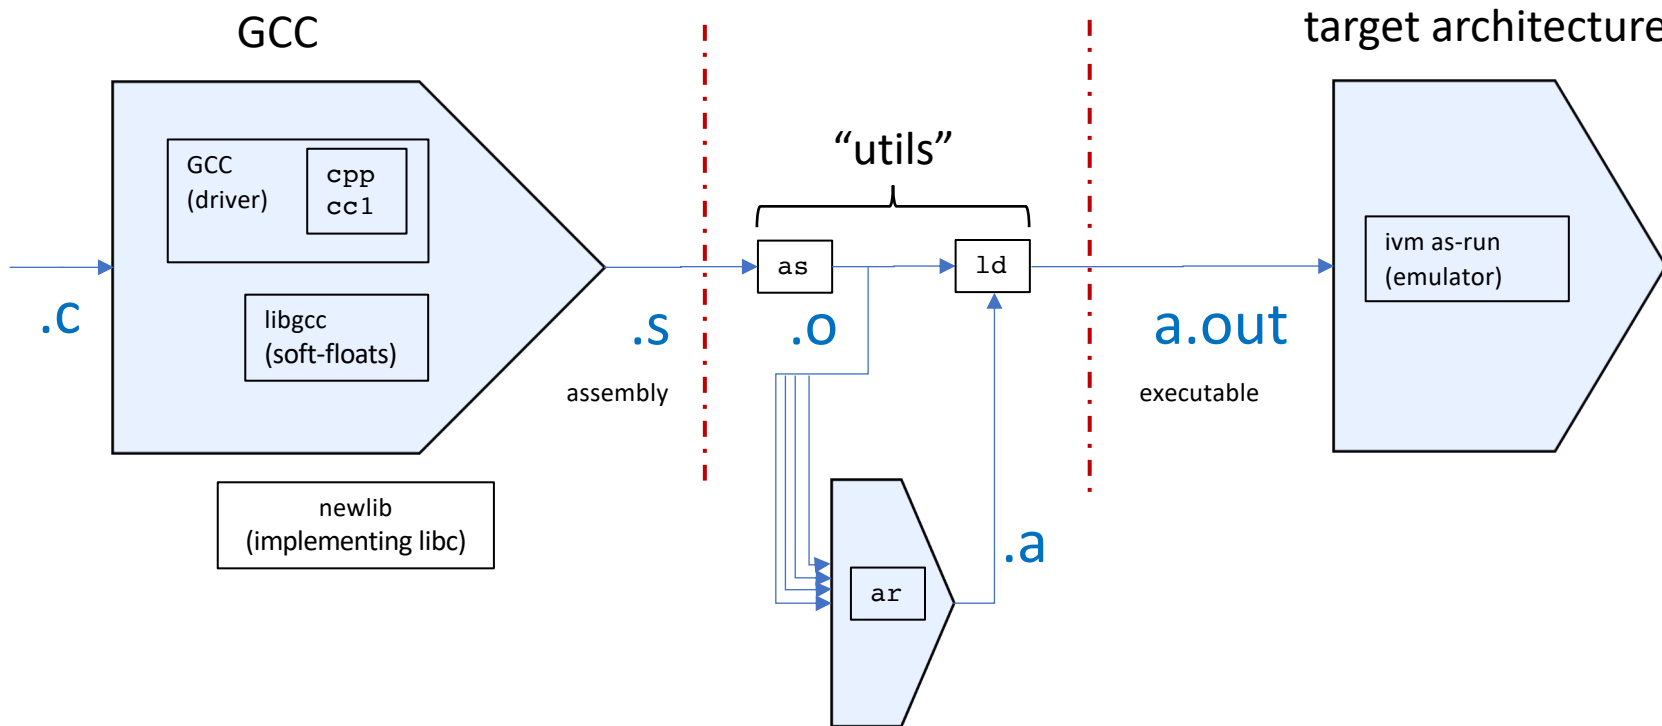 GCC
target architecture
"utils"
GCC
(driver)
cpp
cc1
as
ld
ivm as-run
(emulator)
.c
libgcc
(soft-floats)
.s
.o
a.out
assembly
executable
newlib
(implementing libc)
.a
ar